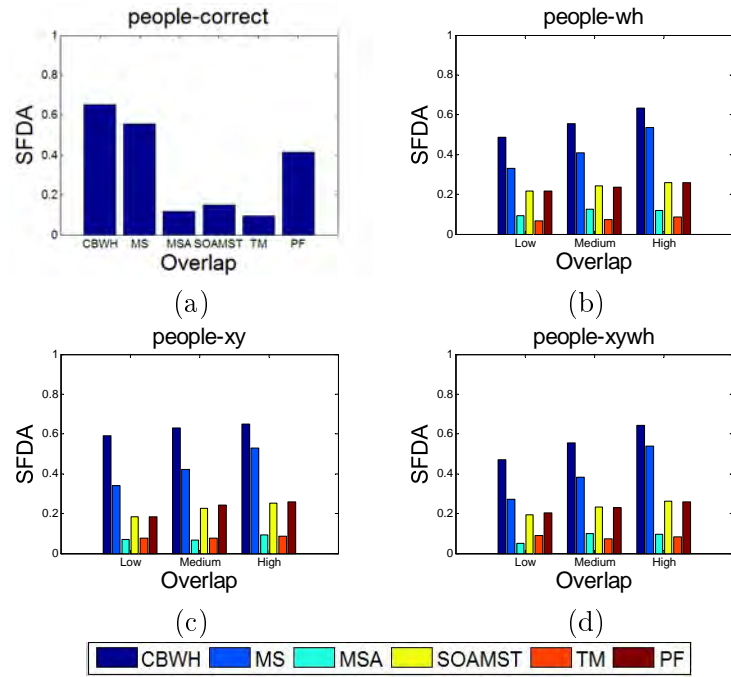 people-correct
1
0.8
0.6
0.4
0.2
0
SFDA
CBWH MS MSA SOAMST TM PF
Overlap
(a)
people-wh
1
0.8
0.6
0.4
0.2
0
SFDA
Low Medium High
Overlap
(b)
people-xy
1
0.8
0.6
0.4
0.2
0
SFDA
Low Medium High
Overlap
(c)
people-xywh
1
0.8
0.6
0.4
0.2
0
SFDA
Low Medium High
Overlap
(d)
CBWH MS MSA SOAMST TM PF